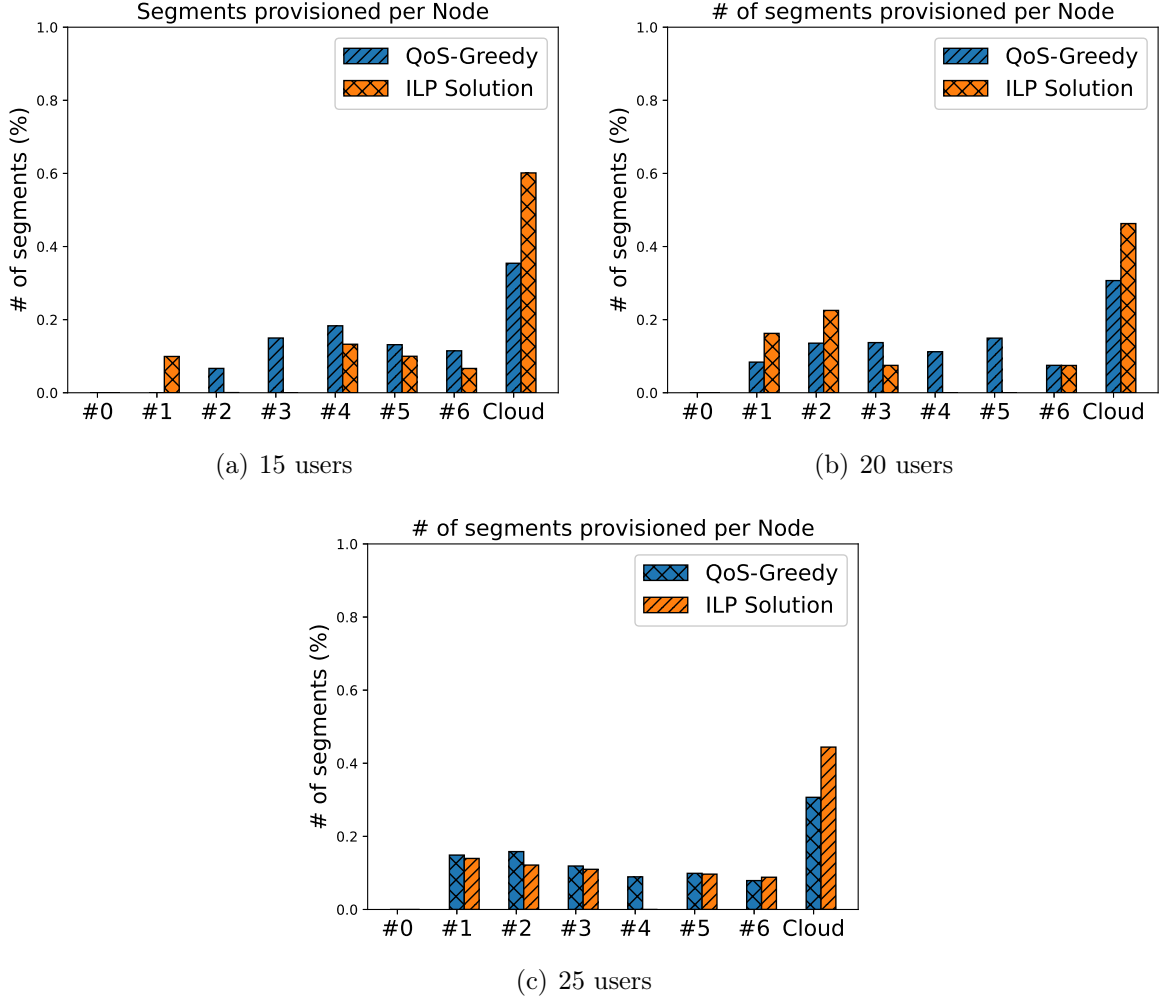 Segments provisioned per Node
# of segments (%)
1.0
0.8
0.6
0.4
0.2
0.0
QoS-Greedy
ILP Solution
#0 #1 #2 #3 #4 #5 #6 Cloud
(a) 15 users
# of segments provisioned per Node
# of segments (%)
1.0
0.8
0.6
0.4
0.2
0.0
QoS-Greedy
ILP Solution
#0 #1 #2 #3 #4 #5 #6 Cloud
(b) 20 users
# of segments provisioned per Node
# of segments (%)
1.0
0.8
0.6
0.4
0.2
0.0
QoS-Greedy
ILP Solution
#0 #1 #2 #3 #4 #5 #6 Cloud
(c) 25 users